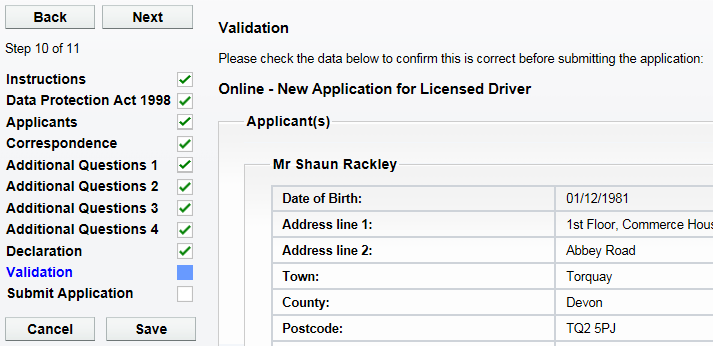 Back Next
Step 10 of 11
Instructions
Data Protection Act 1998
Applicants
Correspondence
Additional Questions 1
Additional Questions 2
Additional Questions 3
Additional Questions 4
Declaration
Validation
Submit Application
Cancel Save
Validation
Please check the data below to confirm this is correct before submitting the application:
Online - New Application for Licensed Driver
Applicant(s)
Mr Shaun Rackley
Date of Birth: 01/12/1981
Address line 1: 1st Floor, Commerce Hous
Address line 2: Abbey Road
Town: Torquay
County: Devon
Postcode: TQ2 5PJ